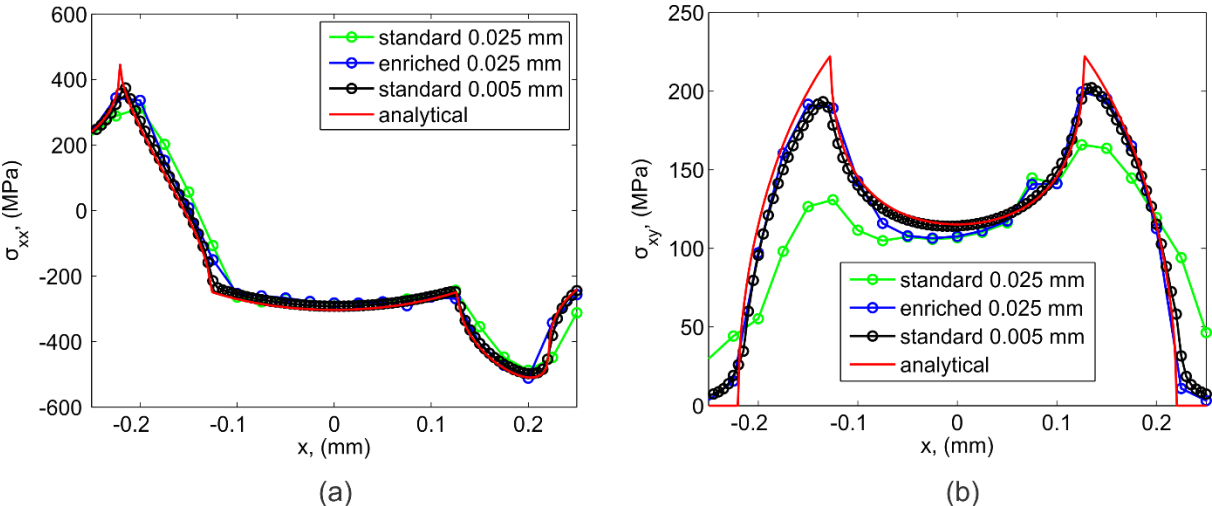 600
400
200
0
-200
-400
-600
σxx, (MPa)
-0.2
-0.1
0
0.1
0.2
x, (mm)
standard 0.025 mm
enriched 0.025 mm
standard 0.005 mm
analytical
(a)
250
200
150
100
50
0
σxy, (MPa)
-0.2
-0.1
0
0.1
0.2
x, (mm)
standard 0.025 mm
enriched 0.025 mm
standard 0.005 mm
analytical
(b)